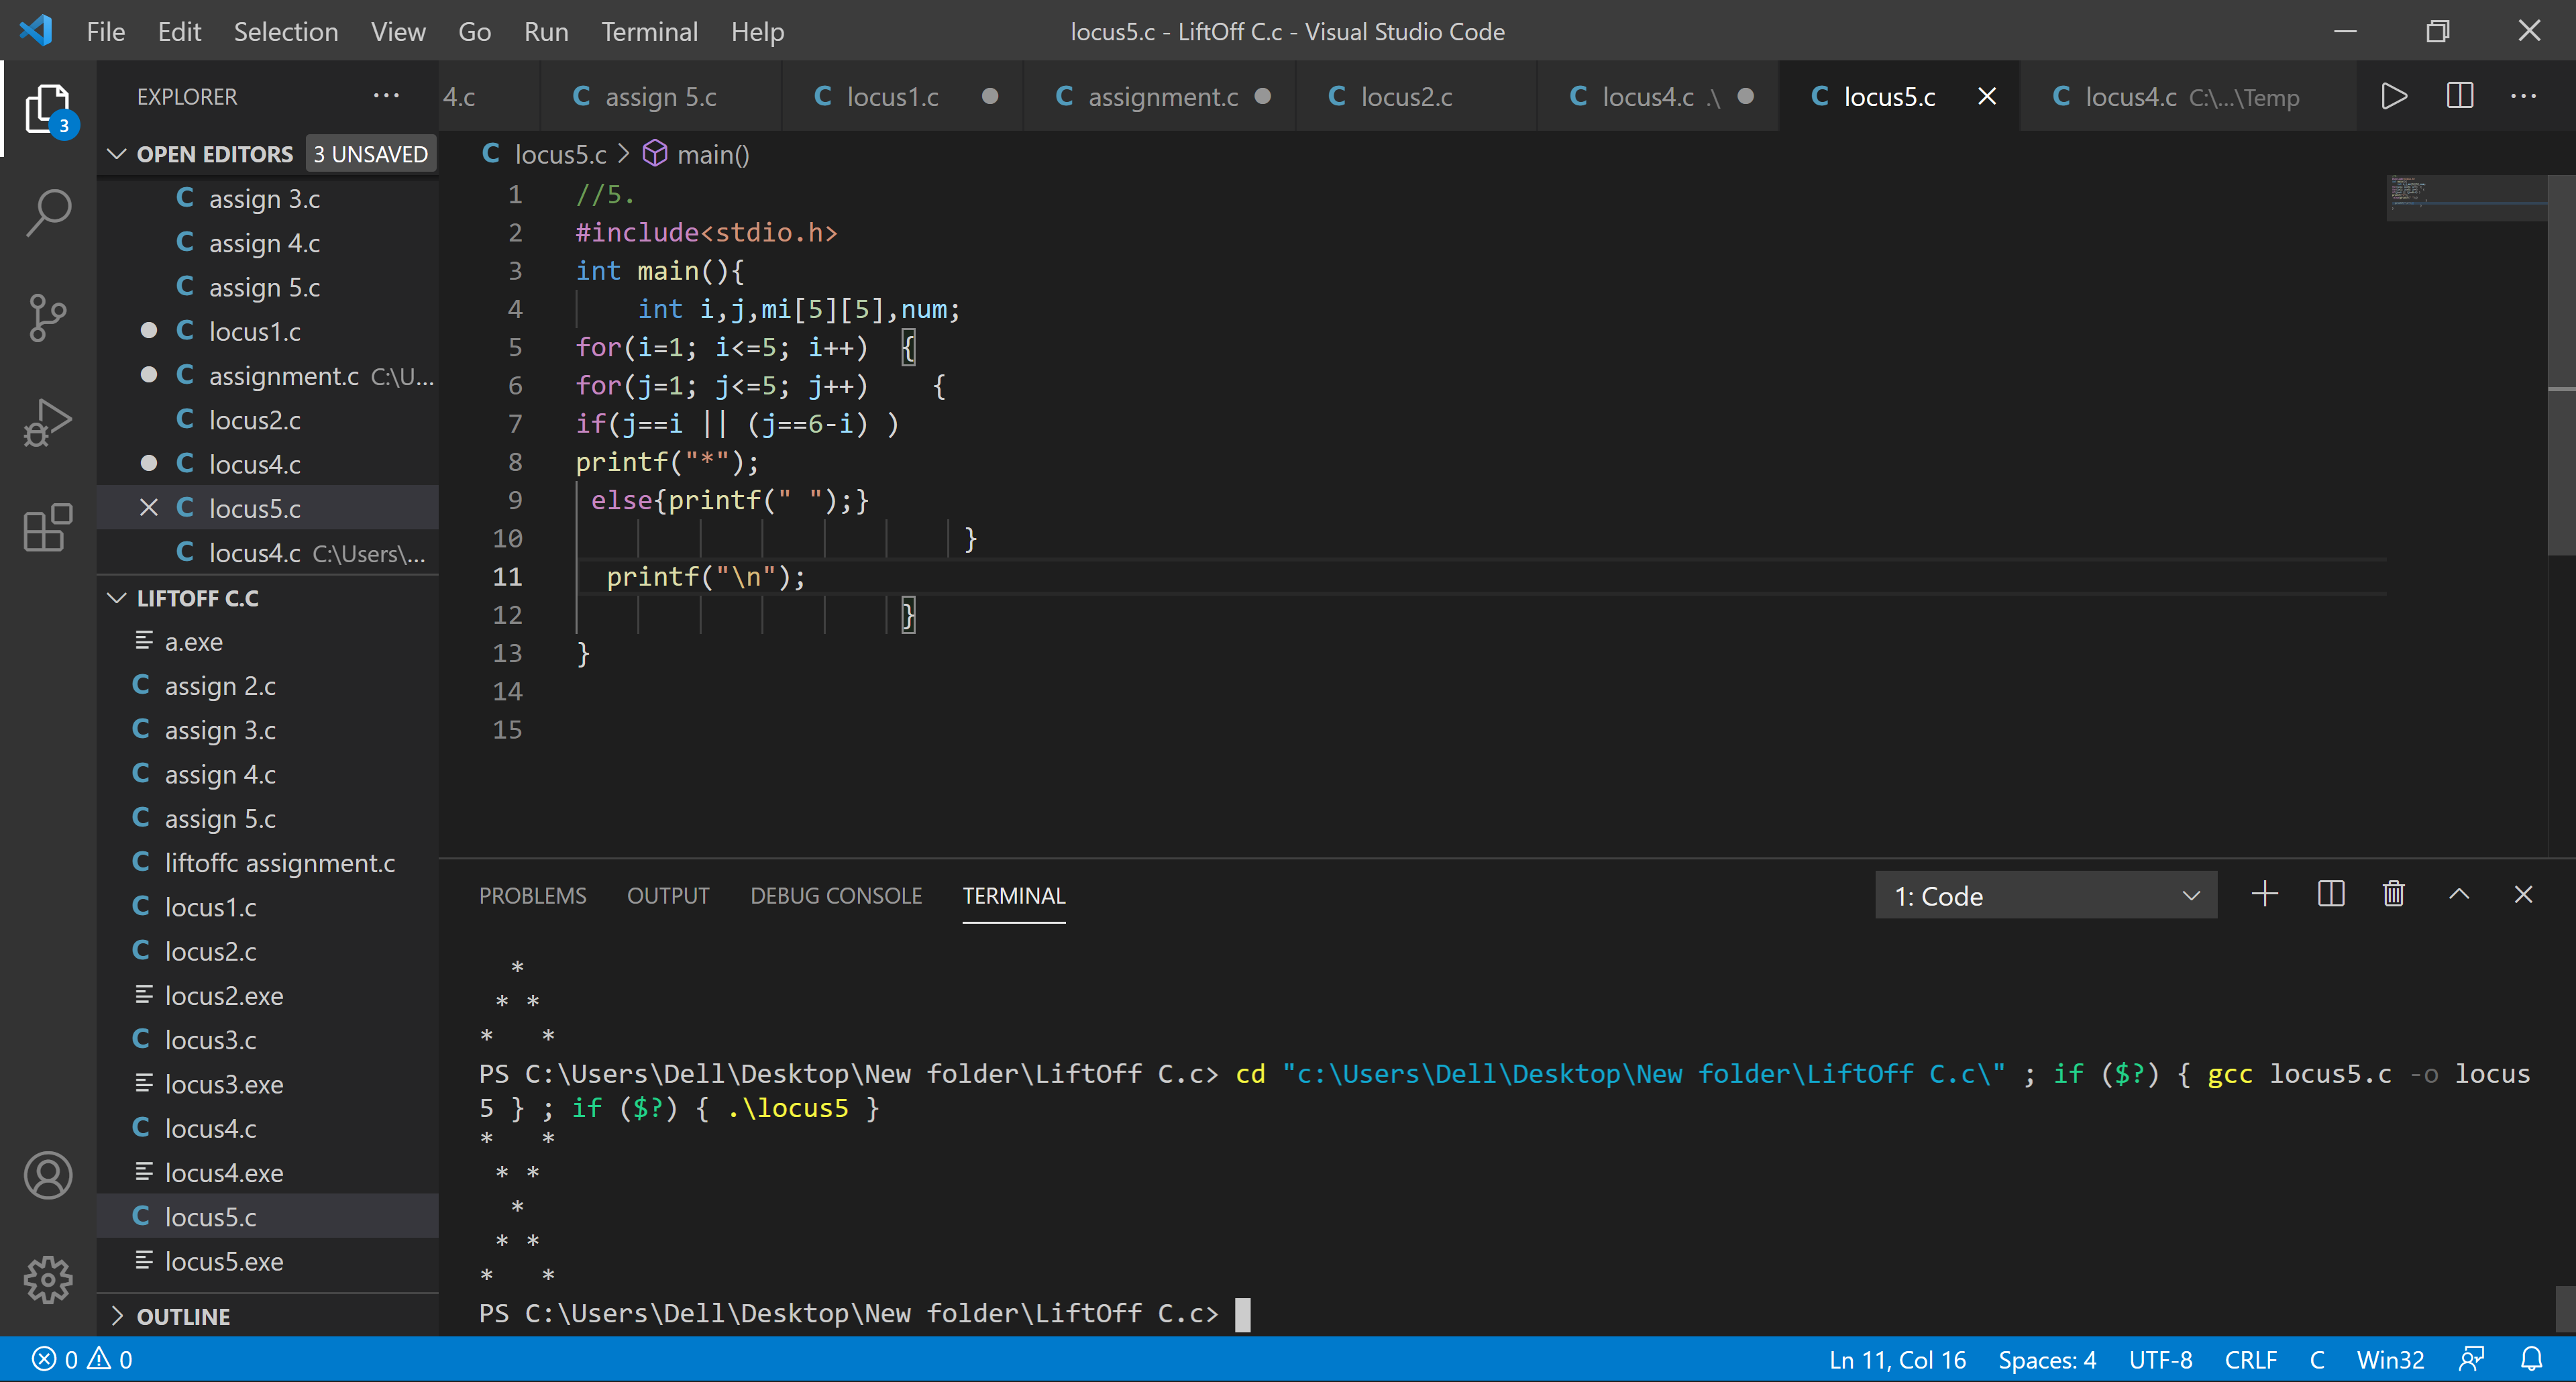 File Edit Selection View Go Run Terminal Help locus5.c - LiftOff C.c - Visual Studio Code
EXPLORER ··· 4.c C assign 5.c C locus1.c C assignment.c C locus2.c C locus4.c .\ C locus5.c C locus4.c C:\...\Temp ···
3
OPEN EDITORS 3 UNSAVED
C assign 3.c
C assign 4.c
C assign 5.c
C locus1.c
C assignment.c C:\U...
C locus2.c
C locus4.c
C locus5.c
C locus4.c C:\Users\...
LIFTOFF C.C
a.exe
C assign 2.c
C assign 3.c
C assign 4.c
C assign 5.c
C liftoffc assignment.c
C locus1.c
C locus2.c
locus2.exe
C locus3.c
locus3.exe
C locus4.c
locus4.exe
C locus5.c
locus5.exe
OUTLINE
C locus5.c > main()
1 //5.
2 #include<stdio.h>
3 int main(){
4     int i,j,mi[5][5],num;
5 for(i=1; i<=5; i++)  {
6 for(j=1; j<=5; j++)    {
7 if(j==i || (j==6-i) )
8 printf("*");
9  else{printf(" ");}
10                          }
11   printf("\n");
12                      }
13 }
14
15
PROBLEMS OUTPUT DEBUG CONSOLE TERMINAL 1: Code
  *
 * *
*   *
PS C:\Users\Dell\Desktop\New folder\LiftOff C.c> cd "c:\Users\Dell\Desktop\New folder\LiftOff C.c\" ; if ($?) { gcc locus5.c -o locus
5 } ; if ($?) { .\locus5 }
*   *
 * *
  *
 * *
*   *
PS C:\Users\Dell\Desktop\New folder\LiftOff C.c>
0 0 Ln 11, Col 16 Spaces: 4 UTF-8 CRLF C Win32